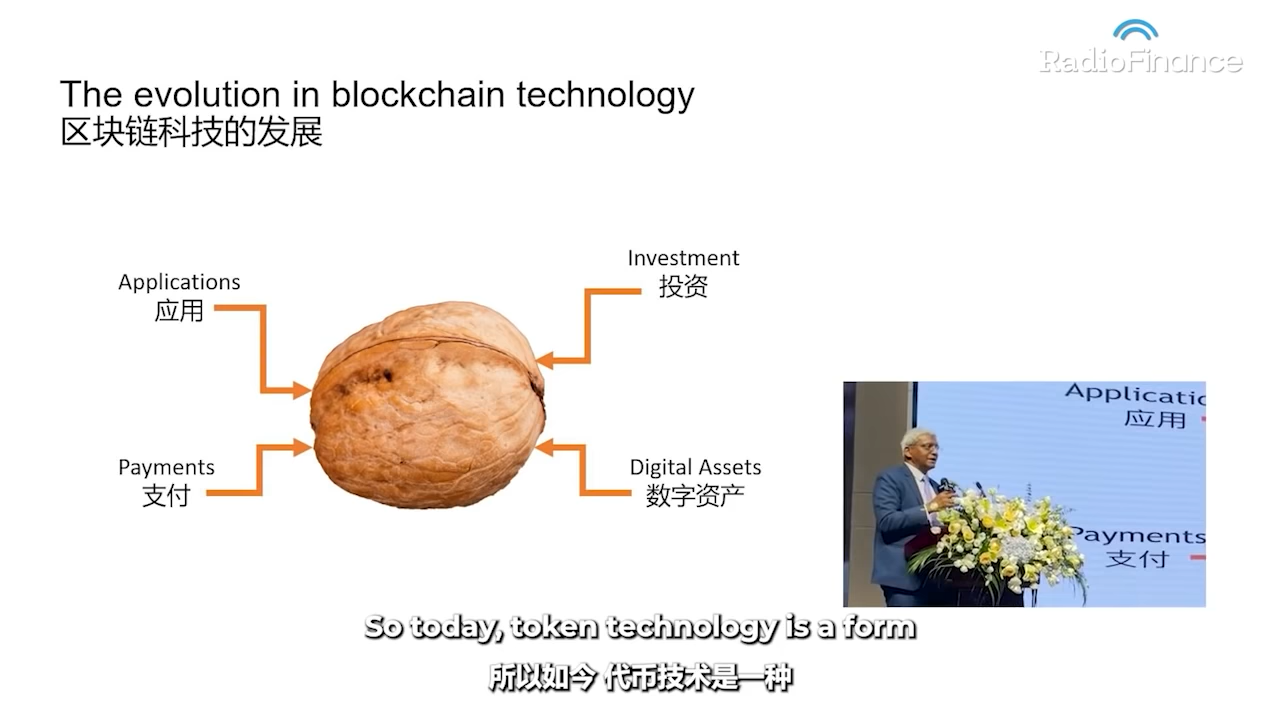 RadioFinance
The evolution in blockchain technology
区块链科技的发展
Applications
应用
Investment
投资
Payments
支付
Digital Assets
数字资产
Applicatio
应用
Payments
支付
So today, token technology is a form
所以如今 代币技术是一种